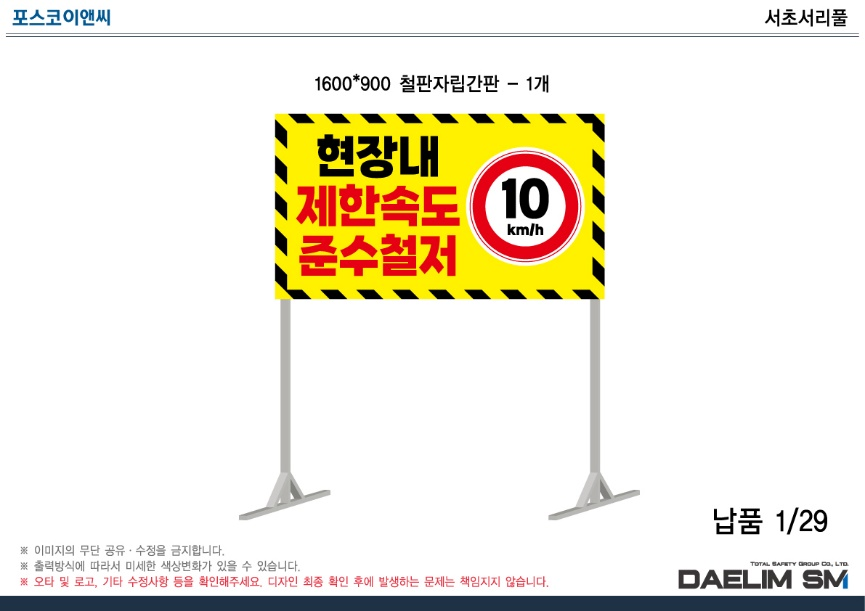 포스코이앤씨
서초서리풀
1600*900 철판자립간판 - 1개
현장내
제한속도
준수철저
10
km/h
납품 1/29
※ 이미지의 무단 공유 · 수정을 금지합니다.
※ 출력방식에 따라서 미세한 색상변화가 있을 수 있습니다.
※ 오타 및 로고, 기타 수정사항 등을 확인해주세요. 디자인 최종 확인 후에 발생하는 문제는 책임지지 않습니다.
TOTAL SAFETY GROUP CO., LTD.
DAELIM SM